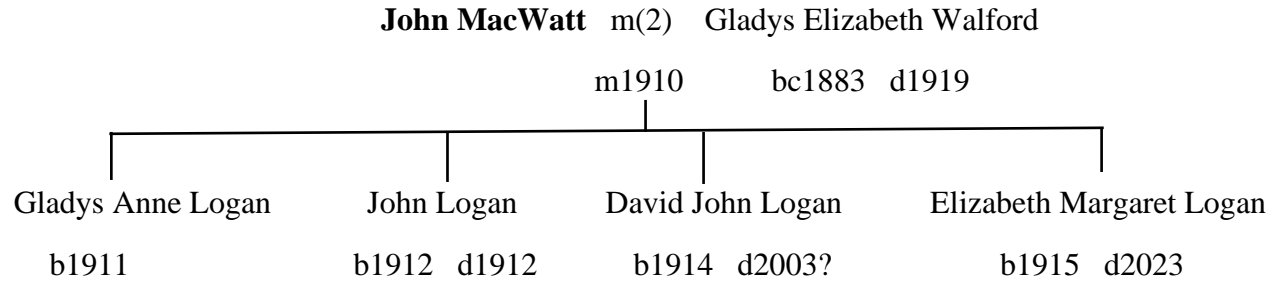 John MacWatt m(2) Gladys Elizabeth Walford
m1910 bc1883 d1919
Gladys Anne Logan John Logan David John Logan Elizabeth Margaret Logan
b1911 b1912 d1912 b1914 d2003? b1915 d2023